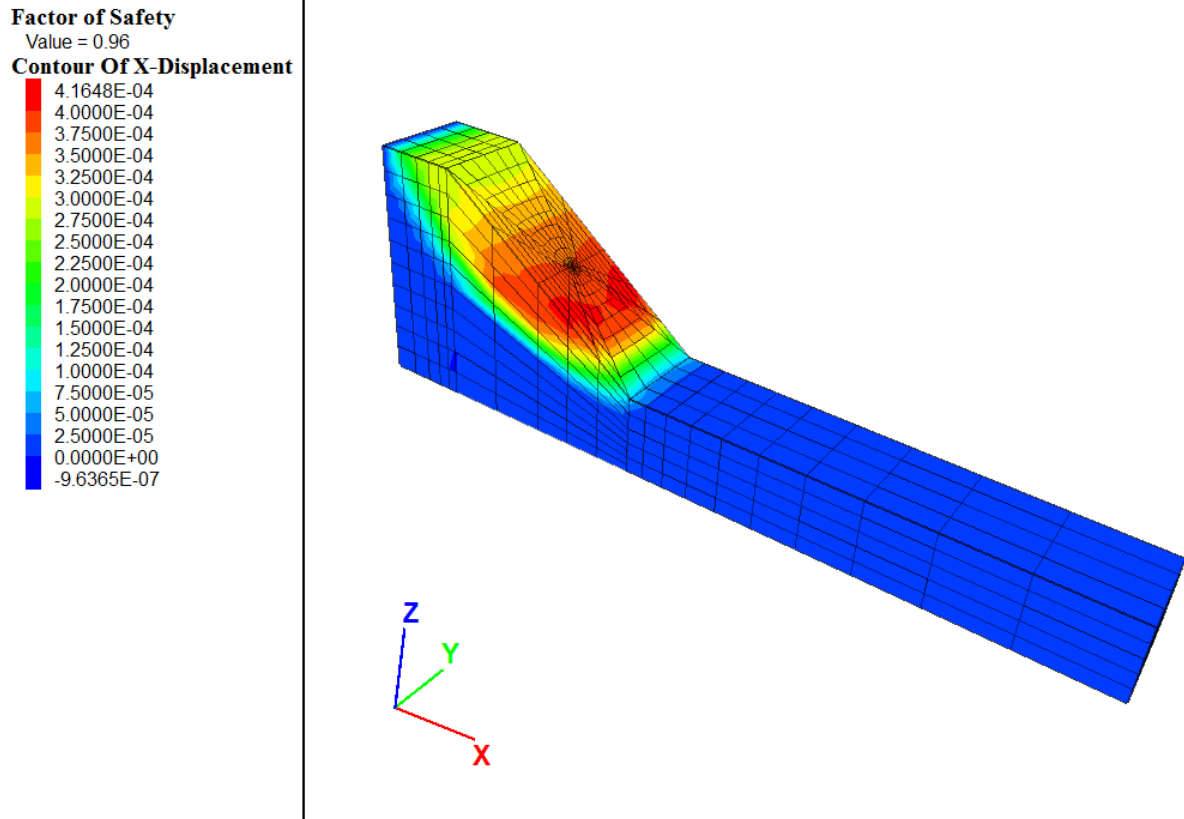 Factor of Safety
Value = 0.96
Contour Of X-Displacement
4.1648E-04
4.0000E-04
3.7500E-04
3.5000E-04
3.2500E-04
3.0000E-04
2.7500E-04
2.5000E-04
2.2500E-04
2.0000E-04
1.7500E-04
1.5000E-04
1.2500E-04
1.0000E-04
7.5000E-05
5.0000E-05
2.5000E-05
0.0000E+00
-9.6365E-07
Z
Y
X